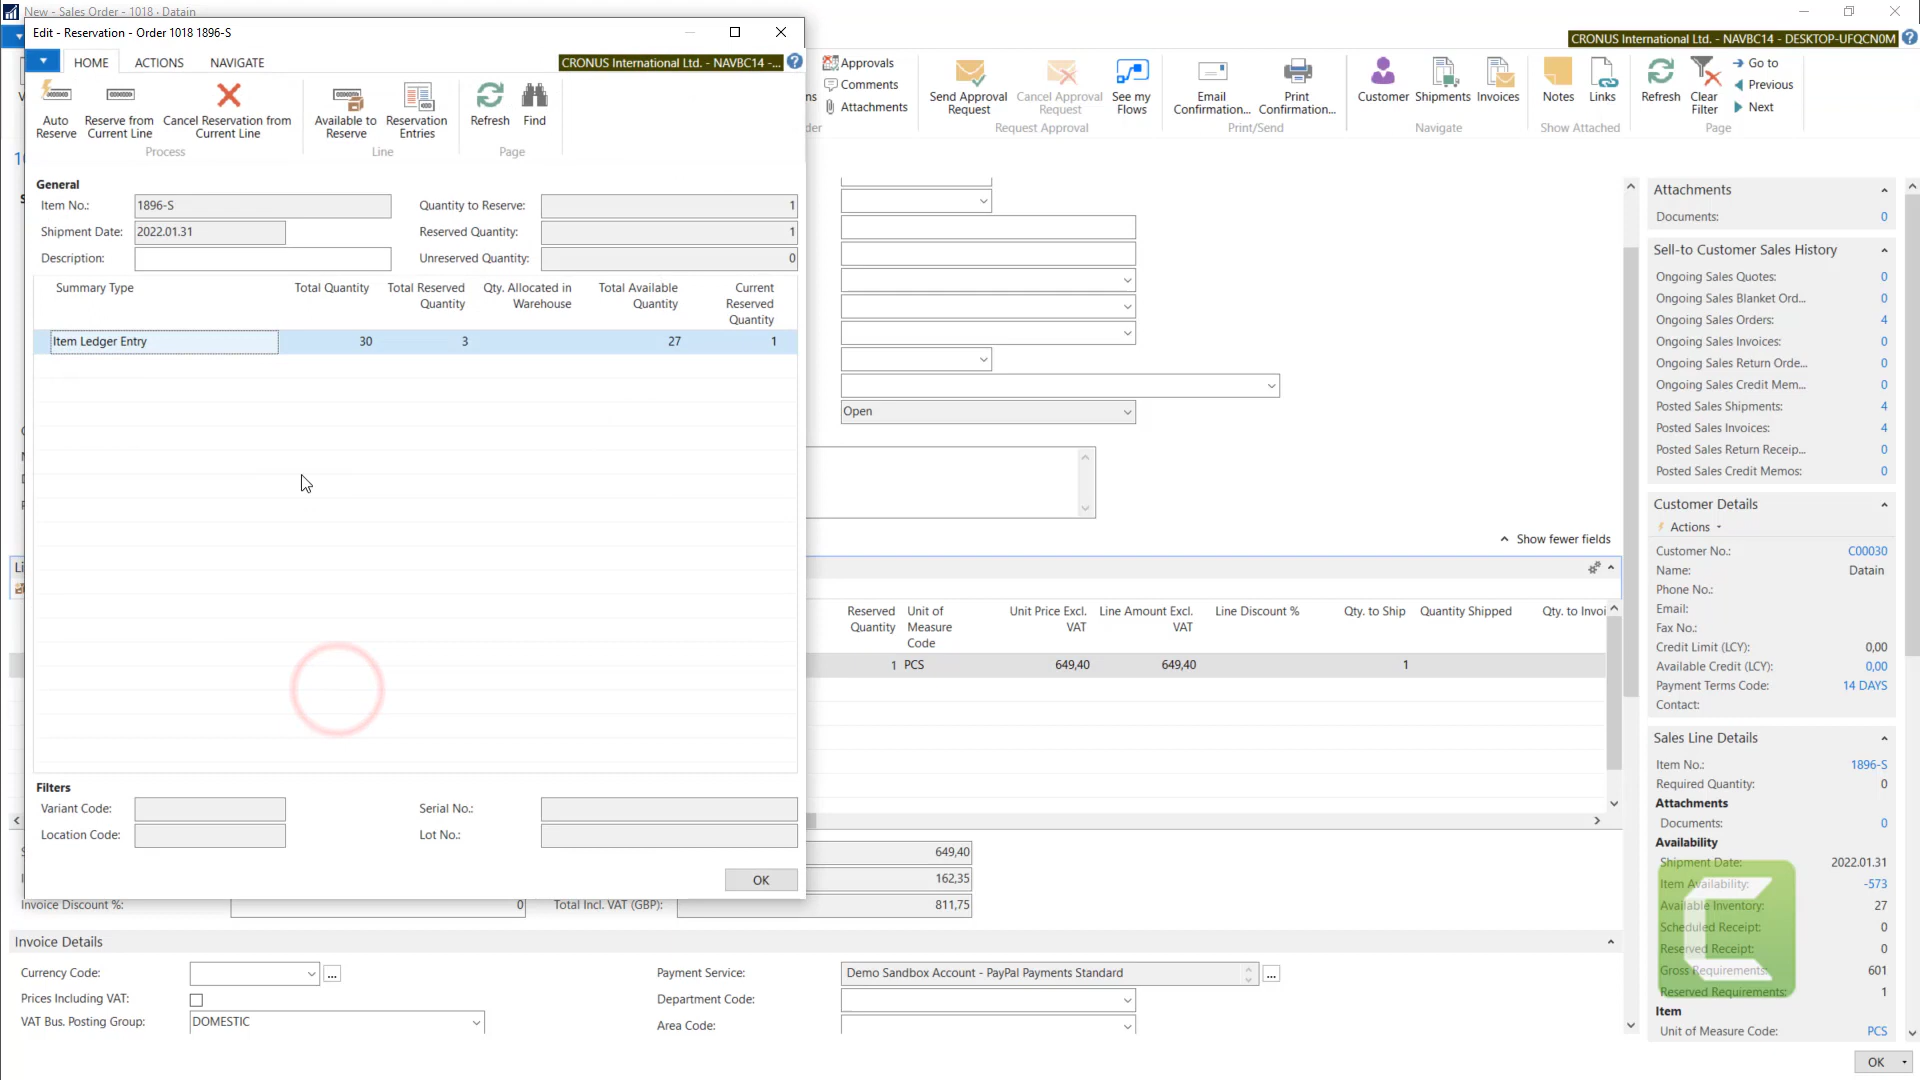 New - Sales Order - 1018 · Datain
Edit - Reservation - Order 1018 1896-S
HOME ACTIONS NAVIGATE
CRONUS International Ltd. - NAVBC14 -...
Auto Reserve
Reserve from Current Line
Cancel Reservation from Current Line
Available to Reserve
Reservation Entries
Refresh
Find
Process Line Page
CRONUS International Ltd. - NAVBC14 - DESKTOP-UFQCN0M
Approvals
Comments
Attachments
Send Approval Request
Cancel Approval Request
See my Flows
Request Approval
Email Confirmation...
Print Confirmation...
Print/Send
Customer Shipments Invoices
Navigate
Notes Links
Show Attached
Refresh
Clear Filter
Go to
Previous
Next
Page
General
Item No.: 1896-S
Quantity to Reserve: 1
Shipment Date: 2022.01.31
Reserved Quantity: 1
Description:
Unreserved Quantity: 0
Summary Type
Total Quantity
Total Reserved Quantity
Qty. Allocated in Warehouse
Total Available Quantity
Current Reserved Quantity
Item Ledger Entry 30 3 27 1
Filters
Variant Code: Serial No.:
Location Code: Lot No.:
OK
Open
Show fewer fields
Reserved Quantity
Unit of Measure Code
Unit Price Excl. VAT
Line Amount Excl. VAT
Line Discount %
Qty. to Ship
Quantity Shipped
Qty. to Invoi
1 PCS 649,40 649,40 1
649,40
162,35
Invoice Discount %: 0
Total Incl. VAT (GBP): 811,75
Invoice Details
Currency Code:
Payment Service: Demo Sandbox Account - PayPal Payments Standard
Prices Including VAT:
Department Code:
VAT Bus. Posting Group: DOMESTIC
Area Code:
Attachments
Documents: 0
Sell-to Customer Sales History
Ongoing Sales Quotes: 0
Ongoing Sales Blanket Ord... 0
Ongoing Sales Orders: 4
Ongoing Sales Invoices: 0
Ongoing Sales Return Orde... 0
Ongoing Sales Credit Mem... 0
Posted Sales Shipments: 4
Posted Sales Invoices: 4
Posted Sales Return Receip... 0
Posted Sales Credit Memos: 0
Customer Details
Actions
Customer No.: C00030
Name: Datain
Phone No.:
Email:
Fax No.:
Credit Limit (LCY): 0,00
Available Credit (LCY): 0,00
Payment Terms Code: 14 DAYS
Contact:
Sales Line Details
Item No.: 1896-S
Required Quantity: 0
Attachments
Documents: 0
Availability
Shipment Date: 2022.01.31
Item Availability: -573
Available Inventory: 27
Scheduled Receipt: 0
Reserved Receipt: 0
Gross Requirements: 601
Reserved Requirements: 1
Item
Unit of Measure Code: PCS
OK